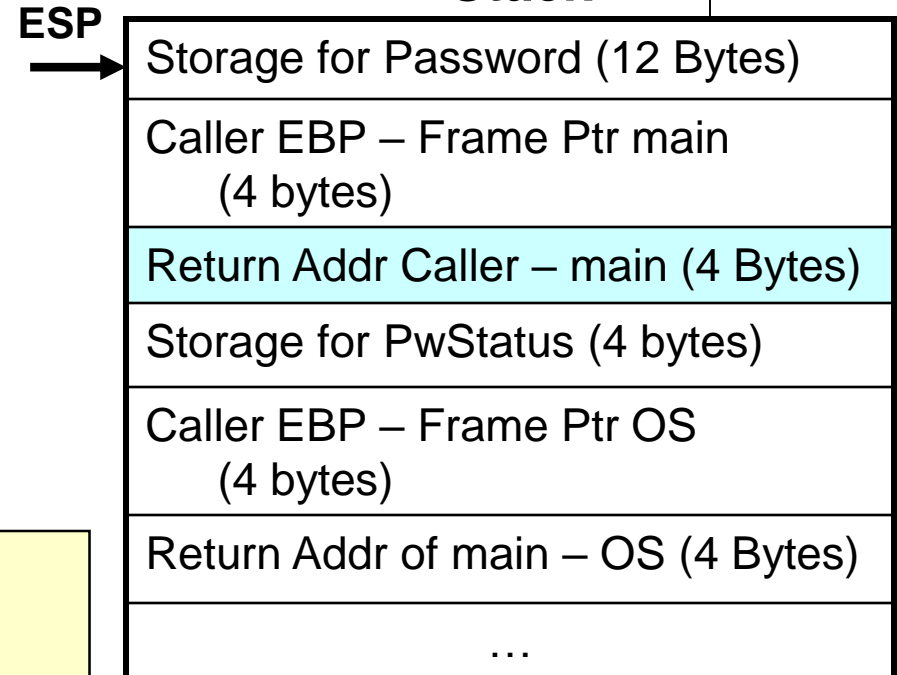 ESP
Storage for Password (12 Bytes)
Caller EBP – Frame Ptr main
(4 bytes)
Return Addr Caller – main (4 Bytes)
Storage for PwStatus (4 bytes)
Caller EBP – Frame Ptr OS
(4 bytes)
Return Addr of main – OS (4 Bytes)
…